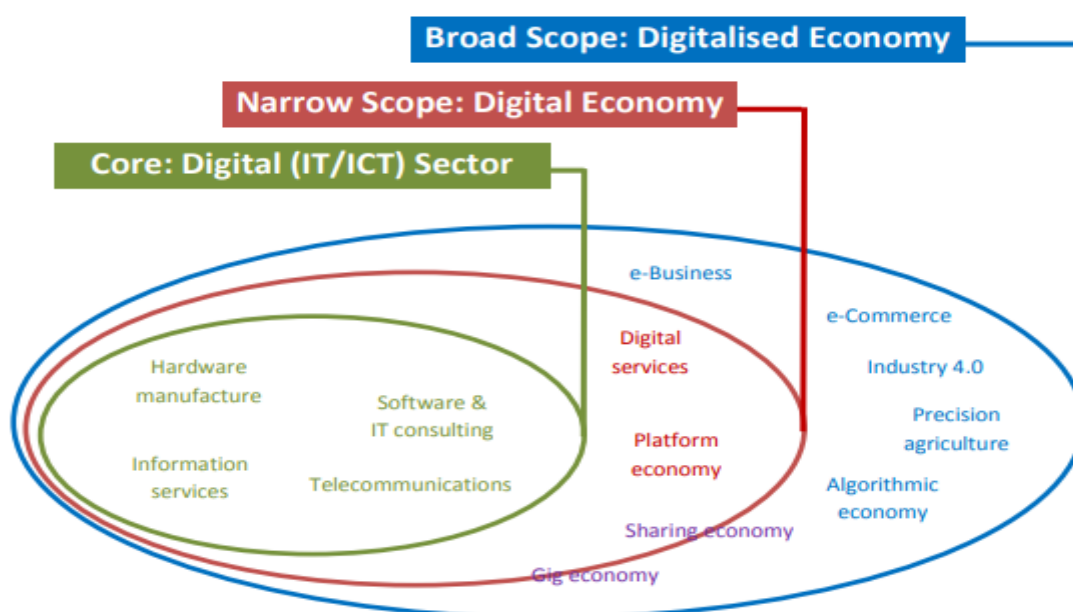 Broad Scope: Digitalised Economy
Narrow Scope: Digital Economy
Core: Digital (IT/ICT) Sector
e-Business
e-Commerce
Digital
services
Hardware
manufacture
Industry 4.0
Software &
IT consulting
Precision
agriculture
Platform
economy
Information
services
Telecommunications
Algorithmic
economy
Sharing economy
Gig economy